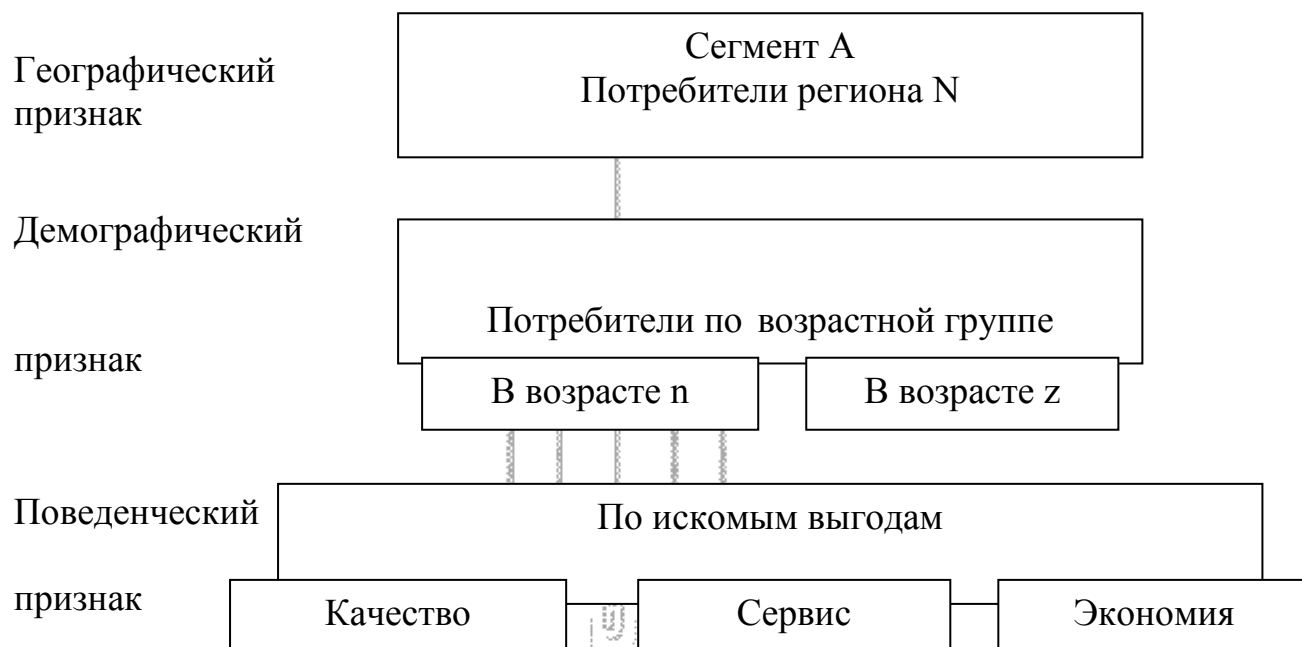 Географический
признак
Сегмент А
Потребители региона N
Демографический
признак
Потребители по возрастной группе
В возрасте n
В возрасте z
Поведенческий
признак
По искомым выгодам
Качество
Сервис
Экономия